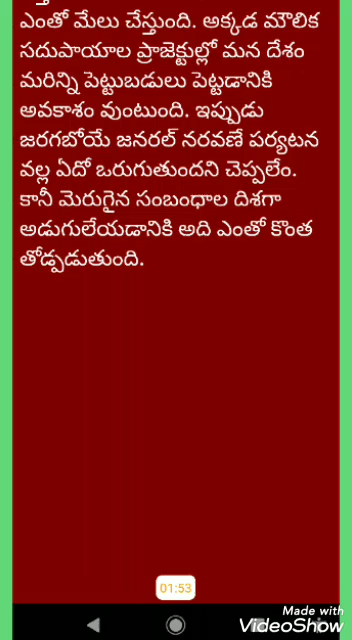 ఎంతో మేలు చేస్తుంది. అక్కడ మౌలిక
సదుపాయాల ప్రాజెక్టుల్లో మన దేశం
మరిన్ని పెట్టుబడులు పెట్టడానికి
అవకాశం వుంటుంది. ఇప్పుడు
జరగబోయే జనరల్ నరవణే పర్యటన
వల్ల ఏదో ఒరుగుతుందని చెప్పలేం.
కానీ మెరుగైన సంబంధాల దిశగా
అడుగులేయడానికి అది ఎంతో కొంత
తోడ్పడుతుంది.
01:53
Made with
VideoShow